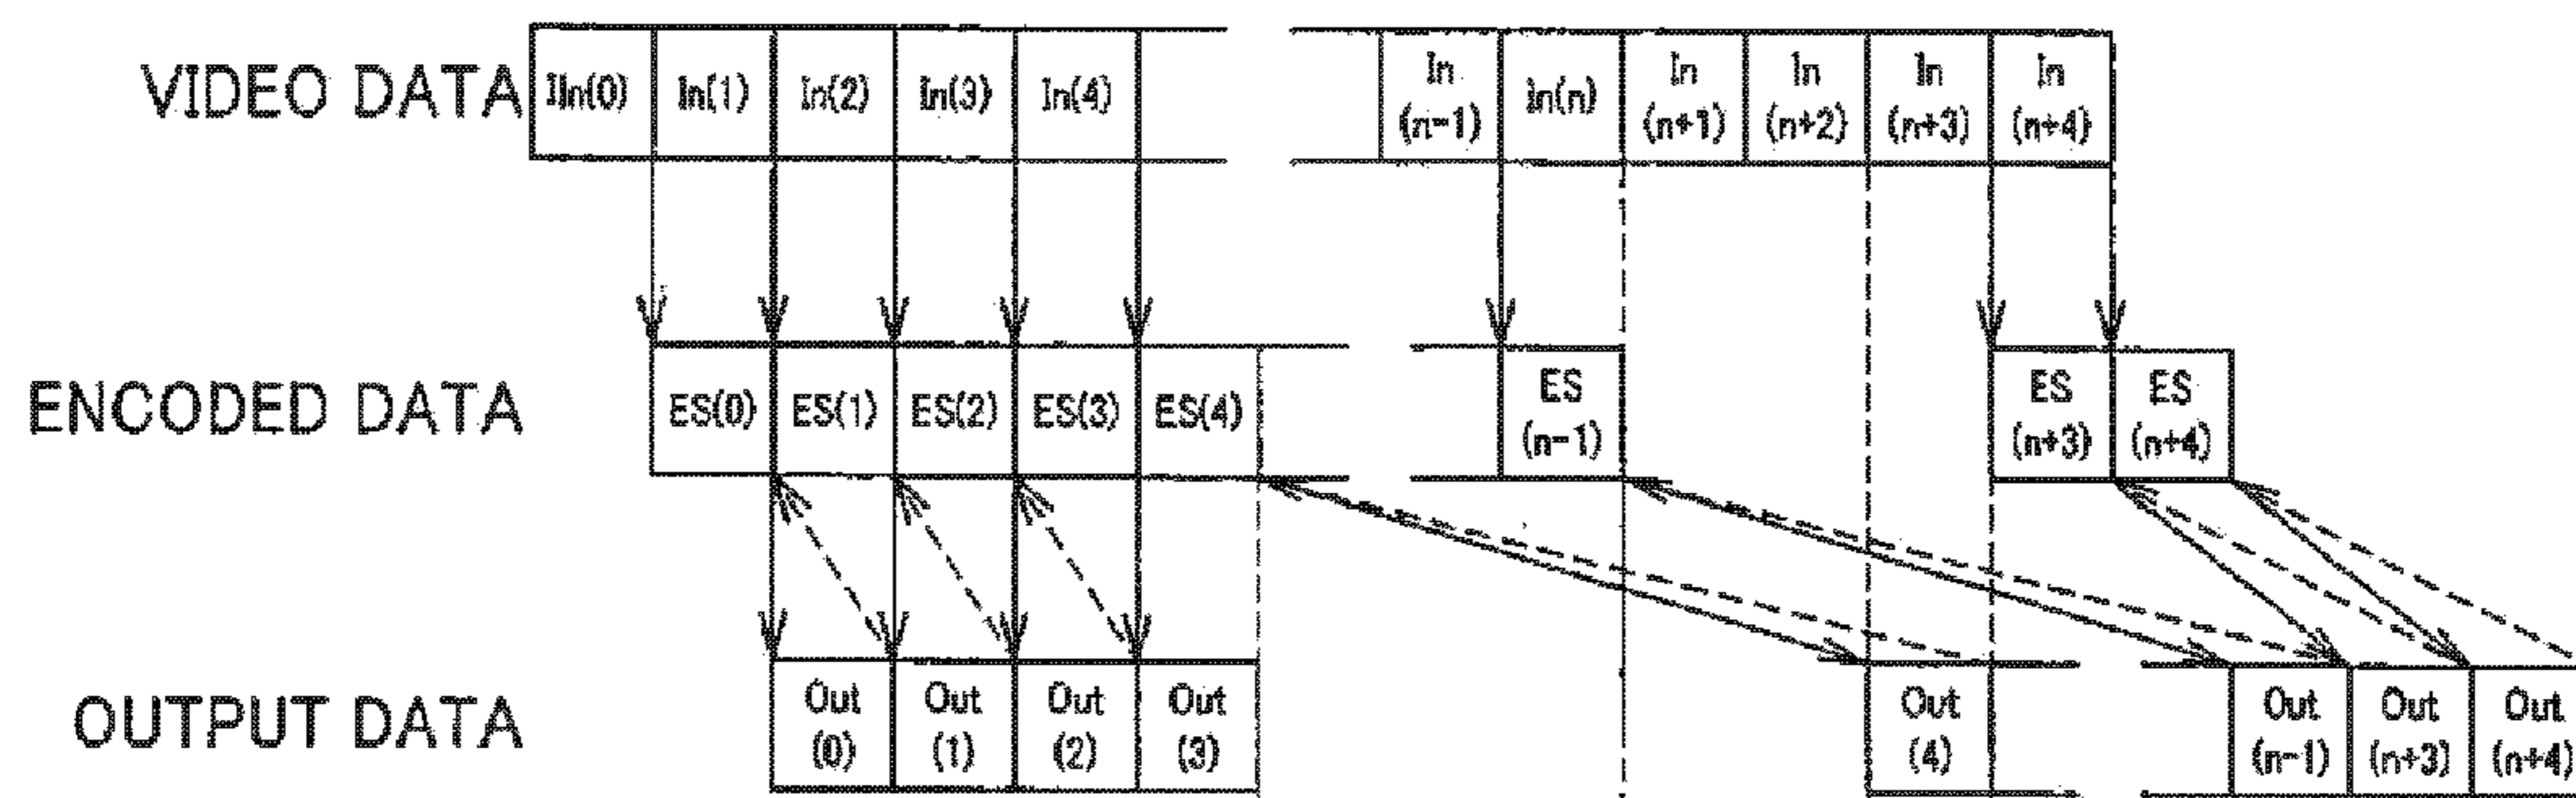 VIDEO DATA IIn(0) In(1) In(2) In(3) In(4) In (n-1) In(n) In (n+1) In (n+2) In (n+3) In (n+4)
ENCODED DATA ES(0) ES(1) ES(2) ES(3) ES(4) ES (n-1) ES (n+3) ES (n+4)
OUTPUT DATA Out (0) Out (1) Out (2) Out (3) Out (4) Out (n-1) Out (n+3) Out (n+4)